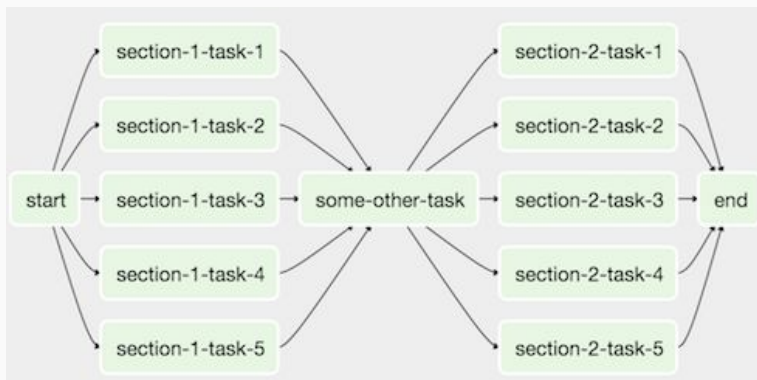 start
section-1-task-1
section-1-task-2
section-1-task-3
section-1-task-4
section-1-task-5
some-other-task
section-2-task-1
section-2-task-2
section-2-task-3
section-2-task-4
section-2-task-5
end